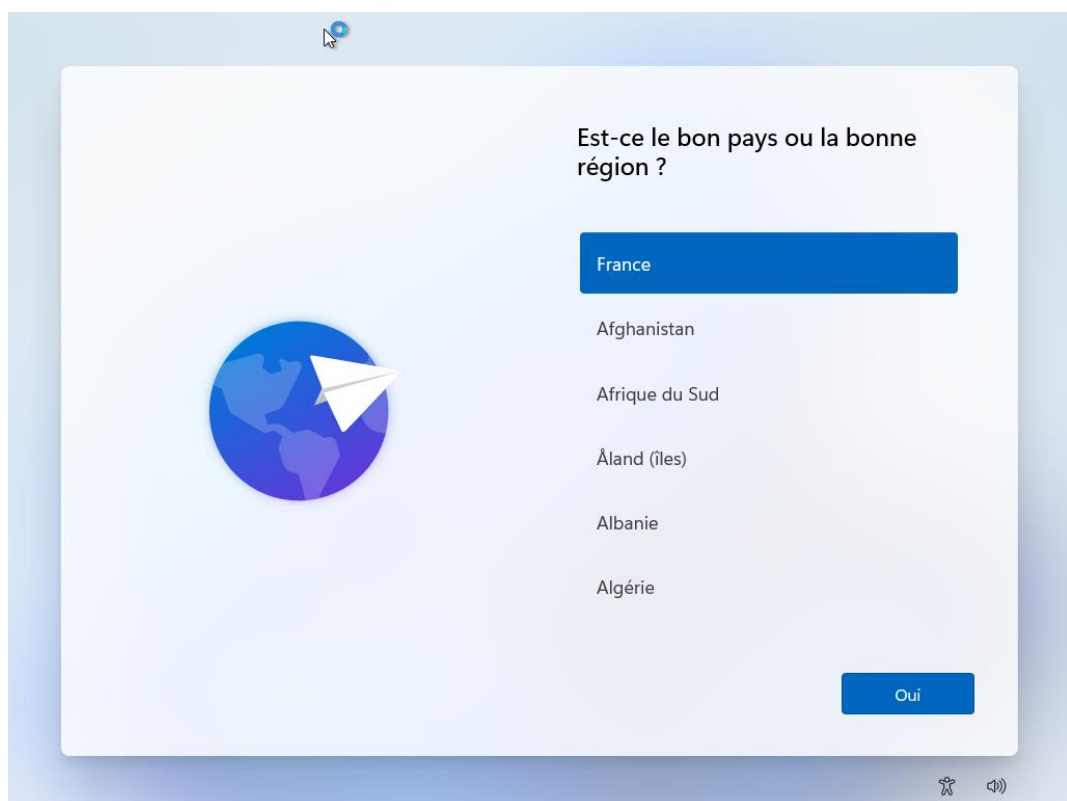 Est-ce le bon pays ou la bonne
région ?
France
Afghanistan
Afrique du Sud
Åland (îles)
Albanie
Algérie
Oui